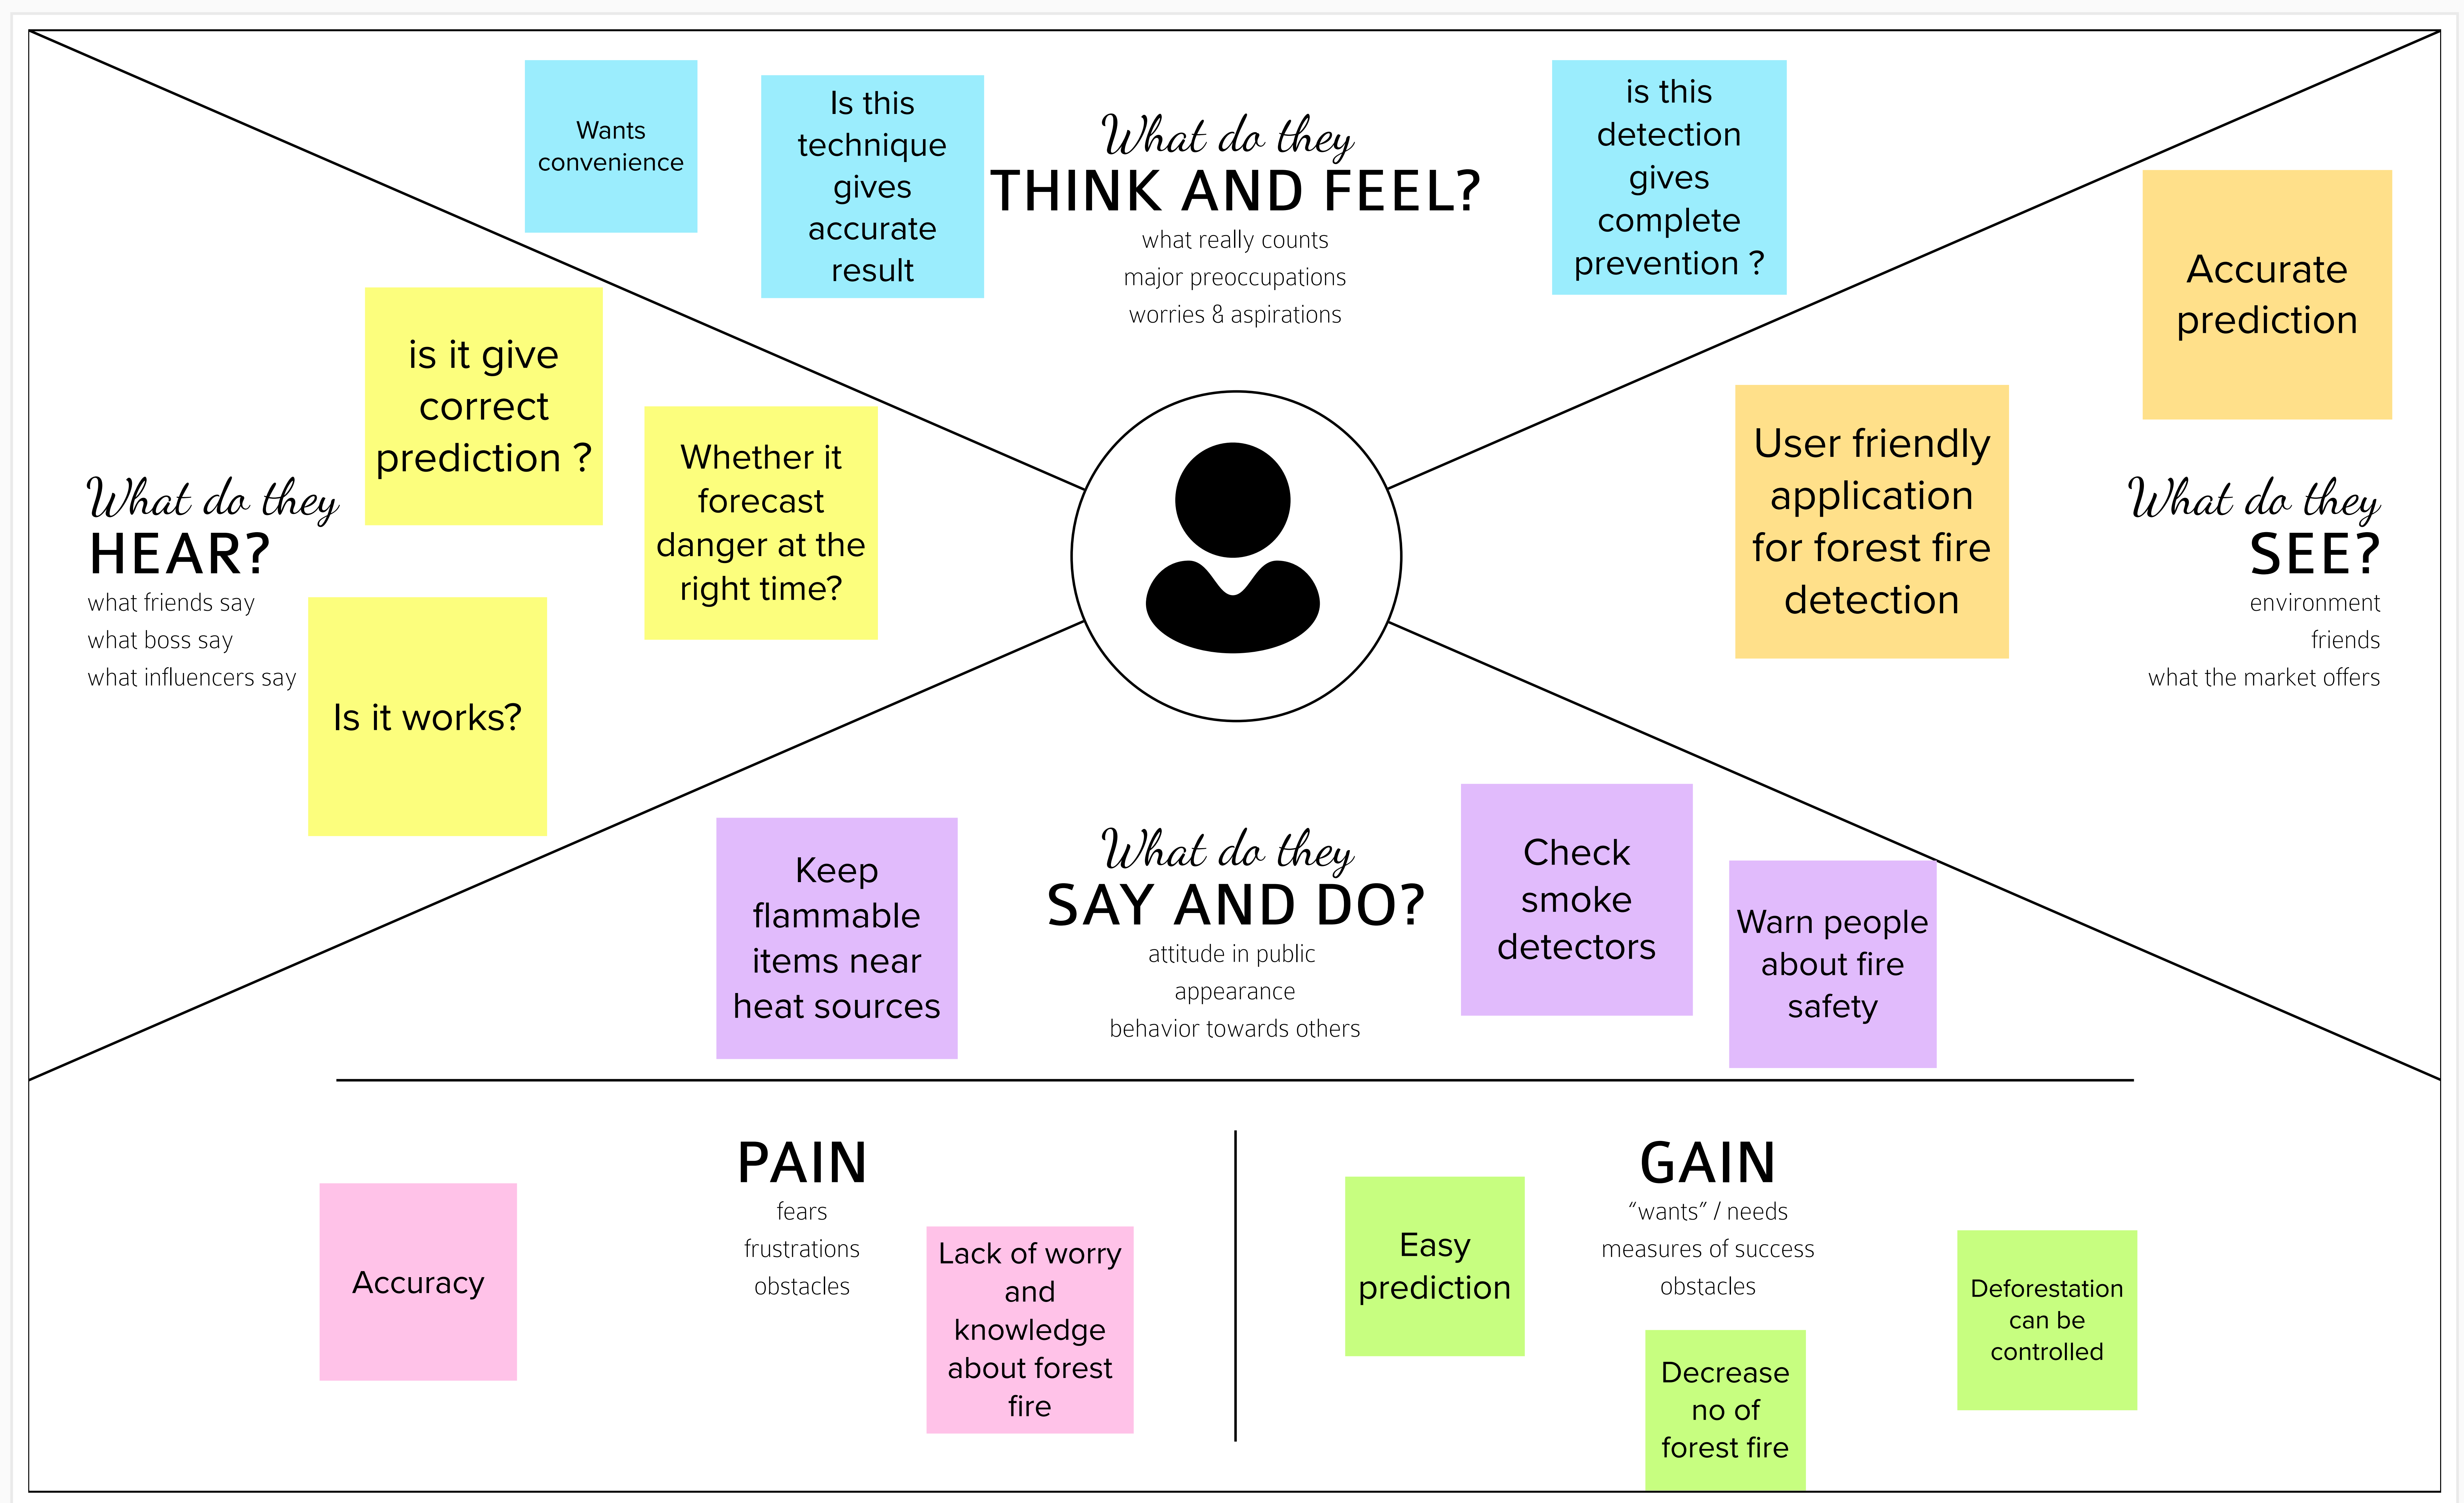 Wants
convenience
Is this
technique
gives
accurate
result
What do they
THINK AND FEEL?
what really counts
major preoccupations
worries & aspirations
is this
detection
gives
complete
prevention ?
is it give
correct
prediction ?
Whether it
forecast
danger at the
right time?
What do they
HEAR?
what friends say
what boss say
what influencers say
Is it works?
Accurate
prediction
User friendly
application
for forest fire
detection
What do they
SEE?
environment
friends
what the market offers
Keep
flammable
items near
heat sources
What do they
SAY AND DO?
attitude in public
appearance
behavior towards others
Check
smoke
detectors
Warn people
about fire
safety
PAIN
fears
frustrations
obstacles
Accuracy
Lack of worry
and
knowledge
about forest
fire
GAIN
“wants” / needs
measures of success
obstacles
Easy
prediction
Decrease
no of
forest fire
Deforestation
can be
controlled